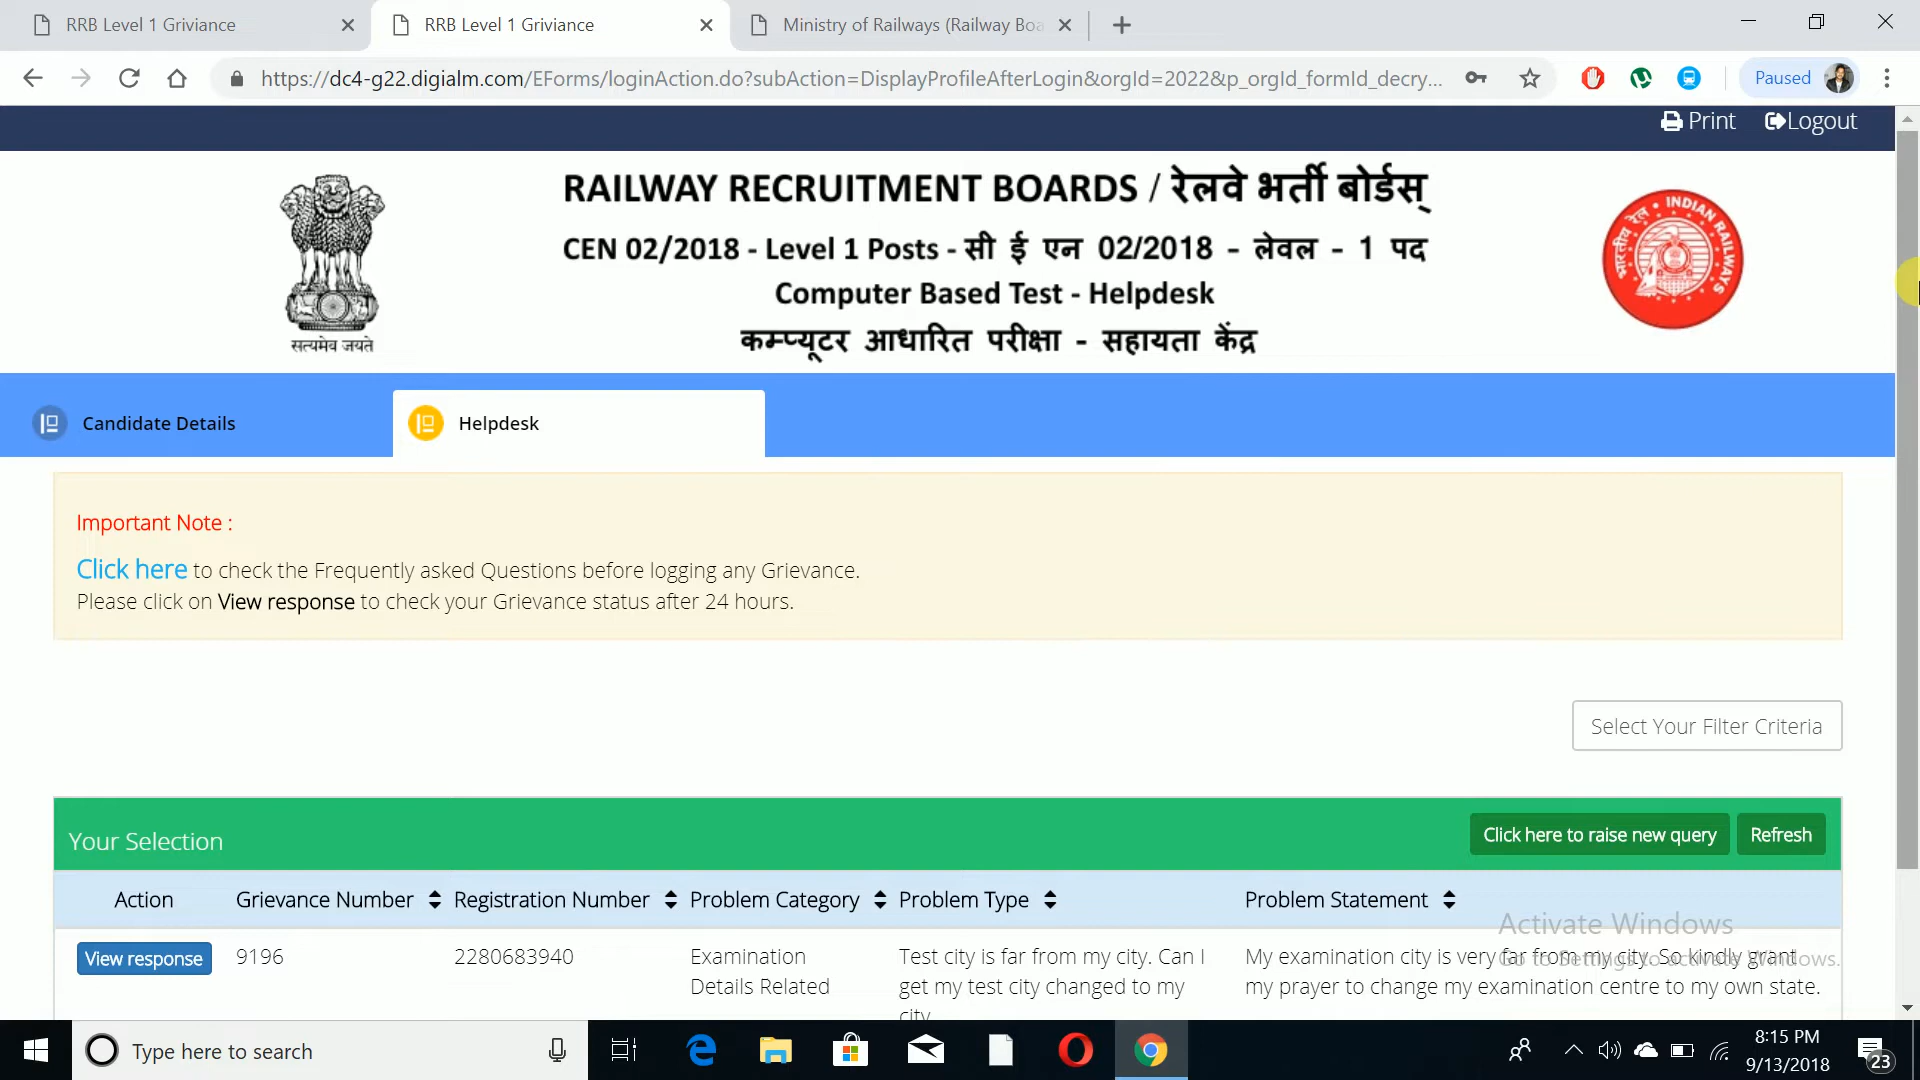 RRB Level 1 Griviance
RRB Level 1 Griviance
Ministry of Railways (Railway Boa
https://dc4-g22.digialm.com/EForms/loginAction.do?subAction=DisplayProfileAfterLogin&orgId=2022&p_orgId_formId_decry...
Paused
Print Logout
RAILWAY RECRUITMENT BOARDS / रेलवे भर्ती बोर्डस्
CEN 02/2018 - Level 1 Posts - सी ई एन 02/2018 - लेवल - 1 पद
Computer Based Test - Helpdesk
कम्प्यूटर आधारित परीक्षा - सहायता केंद्र
सत्यमेव जयते
INDIAN RAILWAYS
भारतीय रेल
Candidate Details
Helpdesk
Important Note :
Click here to check the Frequently asked Questions before logging any Grievance.
Please click on View response to check your Grievance status after 24 hours.
Select Your Filter Criteria
Your Selection
Click here to raise new query Refresh
Action Grievance Number Registration Number Problem Category Problem Type Problem Statement
View response 9196 2280683940
Examination
Details Related
Test city is far from my city. Can I
get my test city changed to my
city
My examination city is very far from my city. So kindly grant
my prayer to change my examination centre to my own state.
Activate Windows
Go to Settings to activate Windows.
Type here to search
8:15 PM
9/13/2018
23